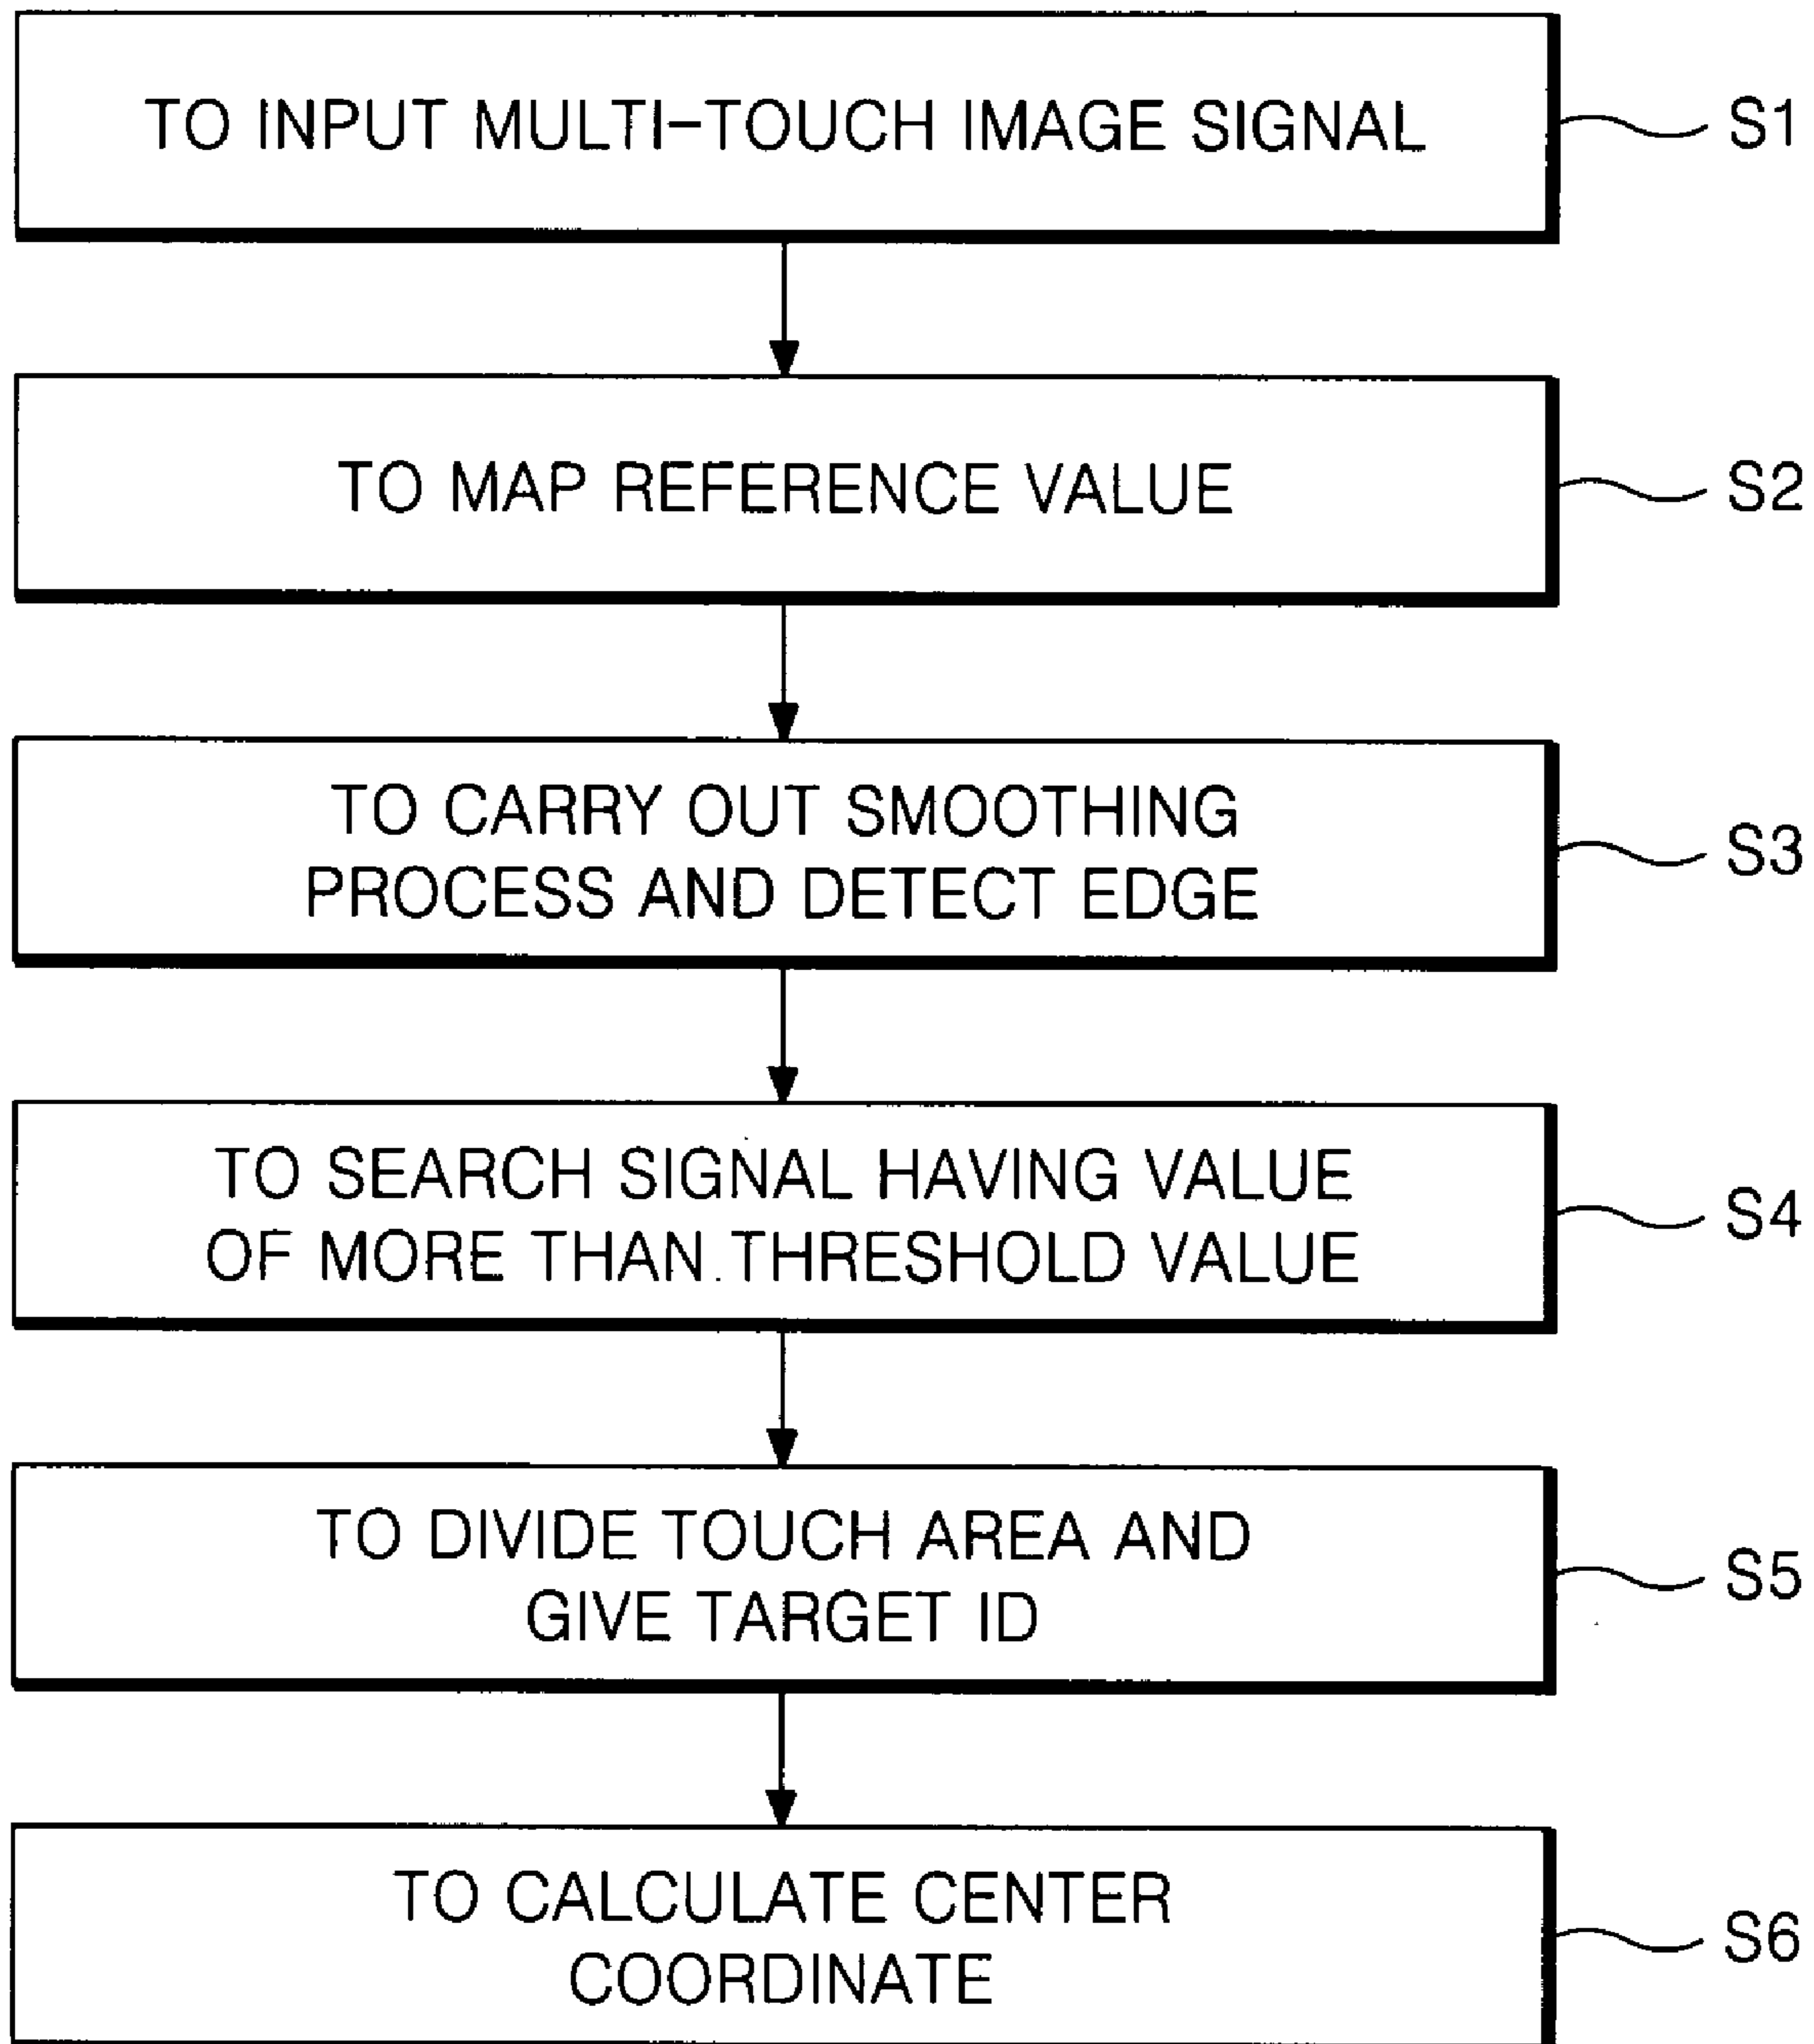 TO INPUT MULTI-TOUCH IMAGE SIGNAL
S1
TO MAP REFERENCE VALUE
S2
TO CARRY OUT SMOOTHING
PROCESS AND DETECT EDGE
S3
TO SEARCH SIGNAL HAVING VALUE
OF MORE THAN THRESHOLD VALUE
S4
TO DIVIDE TOUCH AREA AND
GIVE TARGET ID
S5
TO CALCULATE CENTER
COORDINATE
S6